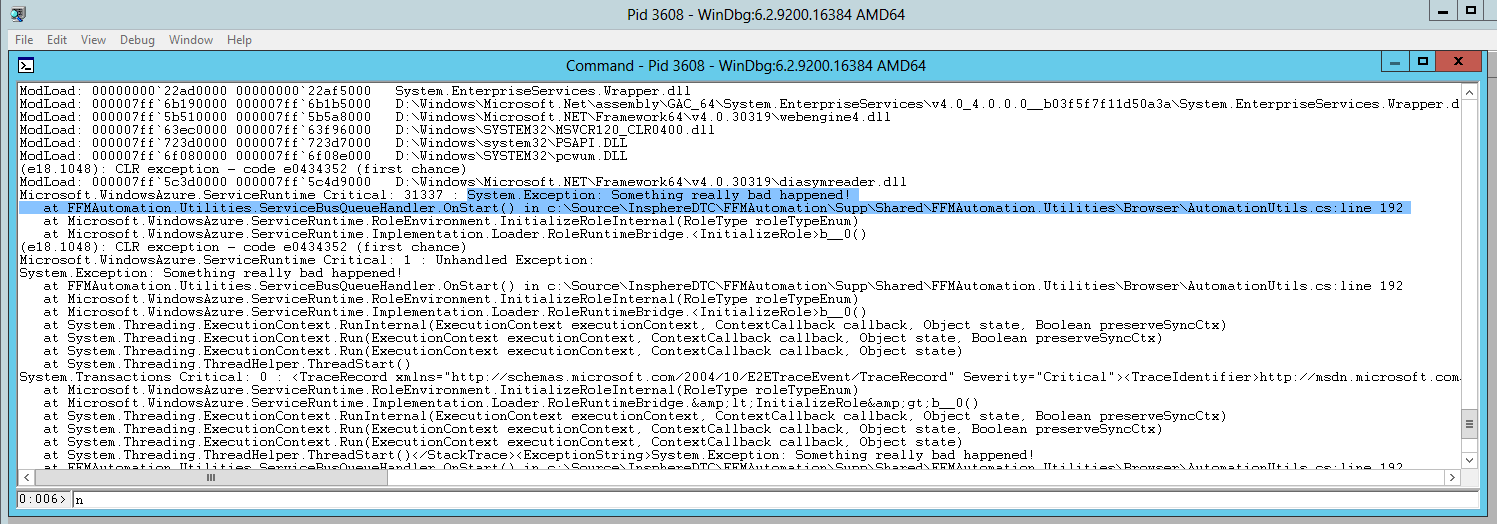 Pid 3608 - WinDbg:6.2.9200.16384 AMD64
File Edit View Debug Window Help
Command - Pid 3608 - WinDbg:6.2.9200.16384 AMD64
ModLoad: 00000000`22ad0000 00000000`22af5000   System.EnterpriseServices.Wrapper.dll
ModLoad: 000007ff`6b190000 000007ff`6b1b5000   D:\Windows\Microsoft.Net\assembly\GAC_64\System.EnterpriseServices\v4.0_4.0.0.0__b03f5f7f11d50a3a\System.EnterpriseServices.Wrapper.d
ModLoad: 000007ff`5b510000 000007ff`5b5a8000   D:\Windows\Microsoft.NET\Framework64\v4.0.30319\webengine4.dll
ModLoad: 000007ff`63ec0000 000007ff`63f96000   D:\Windows\SYSTEM32\MSVCR120_CLR0400.dll
ModLoad: 000007ff`723d0000 000007ff`723d7000   D:\Windows\system32\PSAPI.DLL
ModLoad: 000007ff`6f080000 000007ff`6f08e000   D:\Windows\SYSTEM32\pcwum.DLL
(e18.1048): CLR exception - code e0434352 (first chance)
ModLoad: 000007ff`5c3d0000 000007ff`5c4d9000   D:\Windows\Microsoft.NET\Framework64\v4.0.30319\diasymreader.dll
Microsoft.WindowsAzure.ServiceRuntime Critical: 31337 : System.Exception: Something really bad happened!
   at FFMAutomation.Utilities.ServiceBusQueueHandler.OnStart() in c:\Source\InsphereDTC\FFMAutomation\Supp\Shared\FFMAutomation.Utilities\Browser\AutomationUtils.cs:line 192
   at Microsoft.WindowsAzure.ServiceRuntime.RoleEnvironment.InitializeRoleInternal(RoleType roleTypeEnum)
   at Microsoft.WindowsAzure.ServiceRuntime.Implementation.Loader.RoleRuntimeBridge.<InitializeRole>b__0()
(e18.1048): CLR exception - code e0434352 (first chance)
Microsoft.WindowsAzure.ServiceRuntime Critical: 1 : Unhandled Exception:
System.Exception: Something really bad happened!
   at FFMAutomation.Utilities.ServiceBusQueueHandler.OnStart() in c:\Source\InsphereDTC\FFMAutomation\Supp\Shared\FFMAutomation.Utilities\Browser\AutomationUtils.cs:line 192
   at Microsoft.WindowsAzure.ServiceRuntime.RoleEnvironment.InitializeRoleInternal(RoleType roleTypeEnum)
   at Microsoft.WindowsAzure.ServiceRuntime.Implementation.Loader.RoleRuntimeBridge.<InitializeRole>b__0()
   at System.Threading.ExecutionContext.RunInternal(ExecutionContext executionContext, ContextCallback callback, Object state, Boolean preserveSyncCtx)
   at System.Threading.ExecutionContext.Run(ExecutionContext executionContext, ContextCallback callback, Object state, Boolean preserveSyncCtx)
   at System.Threading.ExecutionContext.Run(ExecutionContext executionContext, ContextCallback callback, Object state)
   at System.Threading.ThreadHelper.ThreadStart()
System.Transactions Critical: 0 : <TraceRecord xmlns="http://schemas.microsoft.com/2004/10/E2ETraceEvent/TraceRecord" Severity="Critical"><TraceIdentifier>http://msdn.microsoft.com
   at Microsoft.WindowsAzure.ServiceRuntime.RoleEnvironment.InitializeRoleInternal(RoleType roleTypeEnum)
   at Microsoft.WindowsAzure.ServiceRuntime.Implementation.Loader.RoleRuntimeBridge.&amp;lt;InitializeRole&amp;gt;b__0()
   at System.Threading.ExecutionContext.RunInternal(ExecutionContext executionContext, ContextCallback callback, Object state, Boolean preserveSyncCtx)
   at System.Threading.ExecutionContext.Run(ExecutionContext executionContext, ContextCallback callback, Object state, Boolean preserveSyncCtx)
   at System.Threading.ExecutionContext.Run(ExecutionContext executionContext, ContextCallback callback, Object state)
   at System.Threading.ThreadHelper.ThreadStart()</StackTrace><ExceptionString>System.Exception: Something really bad happened!
   at FFMAutomation.Utilities.ServiceBusQueueHandler.OnStart() in c:\Source\InsphereDTC\FFMAutomation\Supp\Shared\FFMAutomation.Utilities\Browser\AutomationUtils.cs:line 192
0:006> n